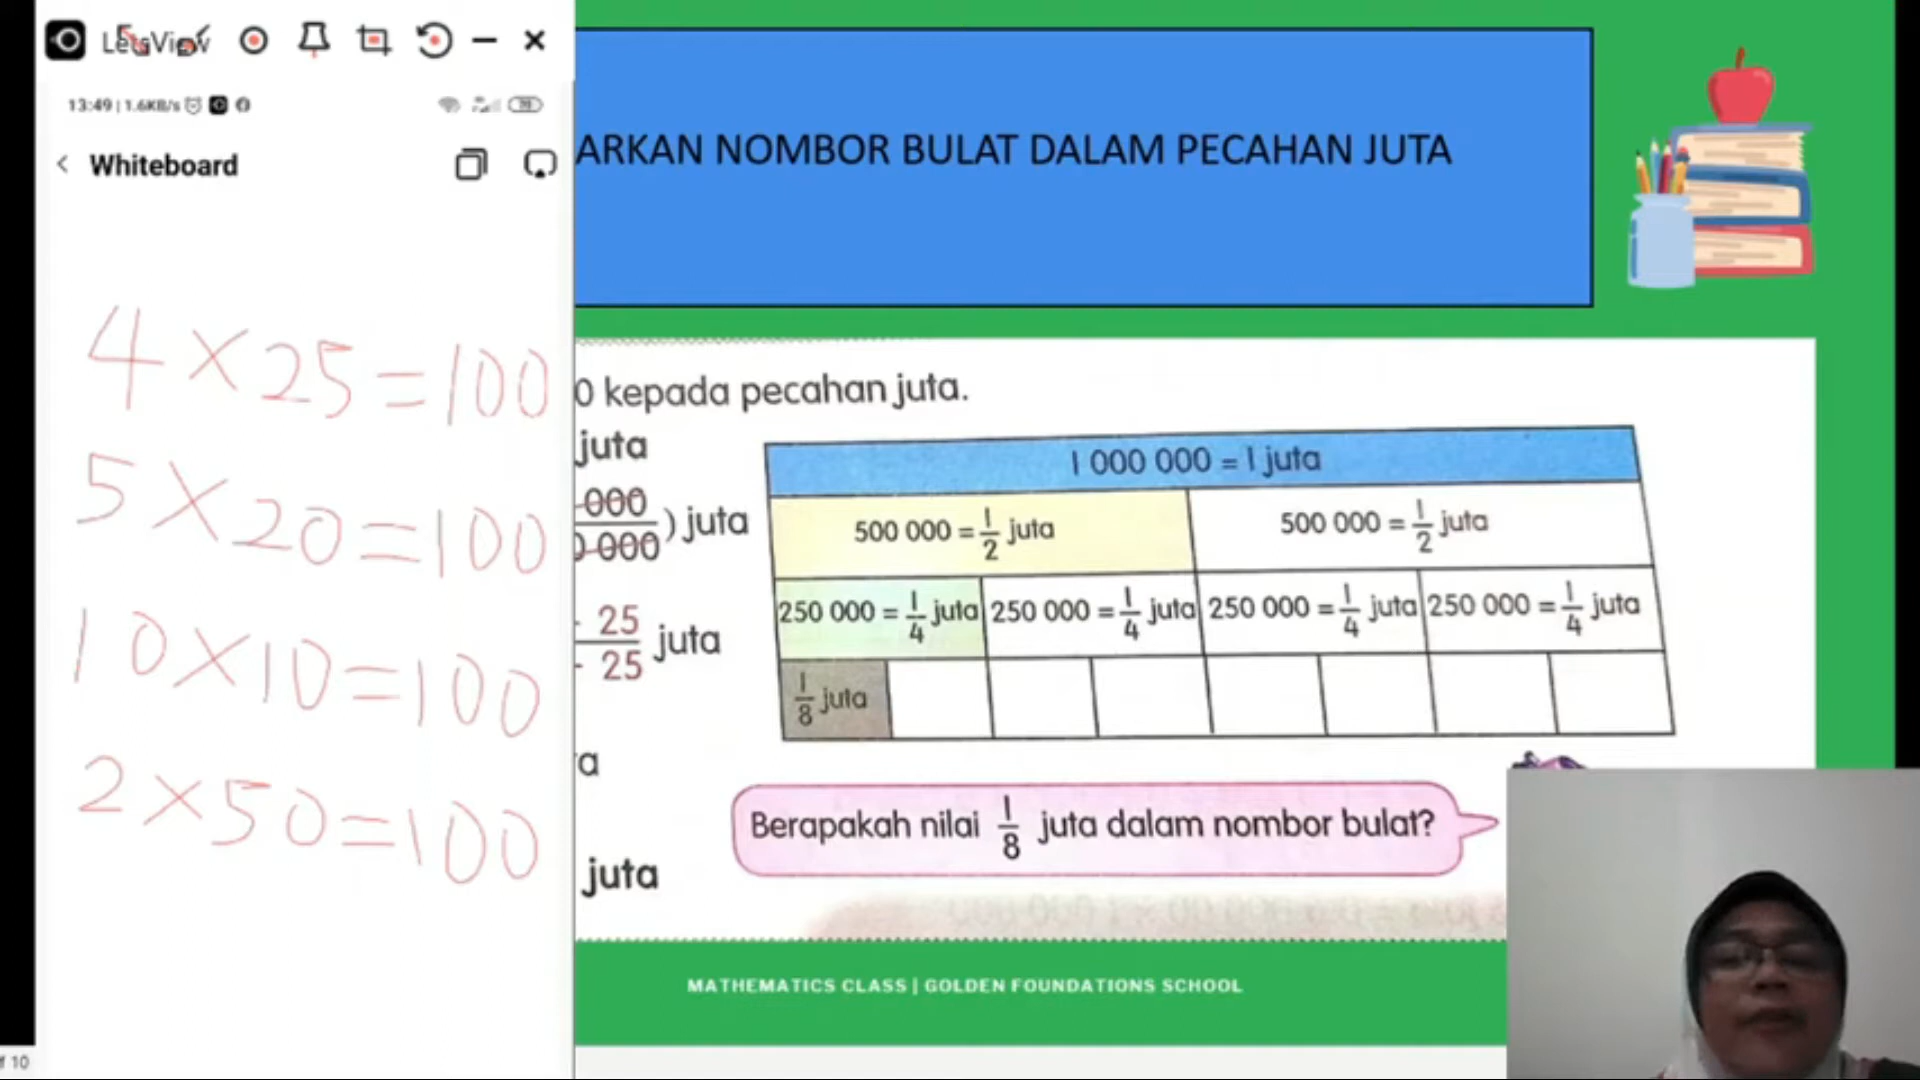 LetsView
13:49 | 1.6KB/s
Whiteboard
4 × 25 = 100
5 × 20 = 100
10 × 10 = 100
2 × 50 = 100
ARKAN NOMBOR BULAT DALAM PECAHAN JUTA
0 kepada pecahan juta.
juta
000
0 000
) juta
25
25
juta
a
juta
1 000 000 = 1 juta
500 000 = 1/2 juta
500 000 = 1/2 juta
250 000 = 1/4 juta
250 000 = 1/4 juta
250 000 = 1/4 juta
250 000 = 1/4 juta
1/8 juta
Berapakah nilai 1/8 juta dalam nombor bulat?
MATHEMATICS CLASS | GOLDEN FOUNDATIONS SCHOOL
f 10